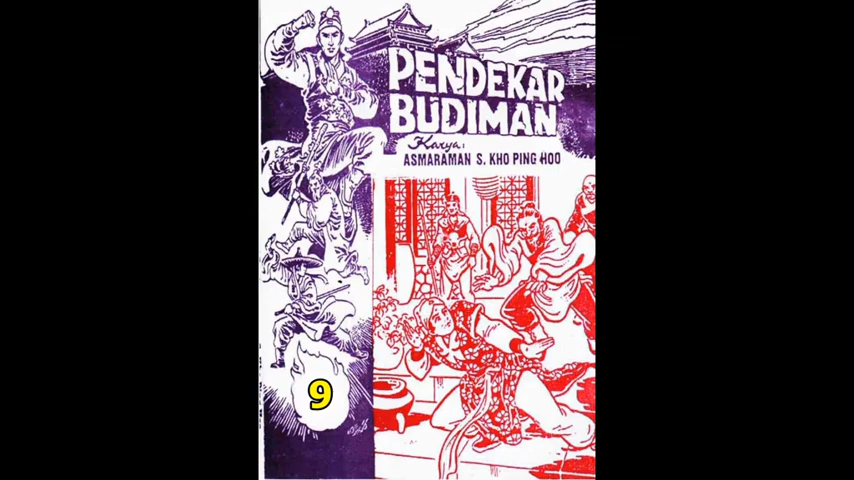 PENDEKAR
BUDIMAN
Karya:
ASMARAMAN S. KHO PING HOO
9